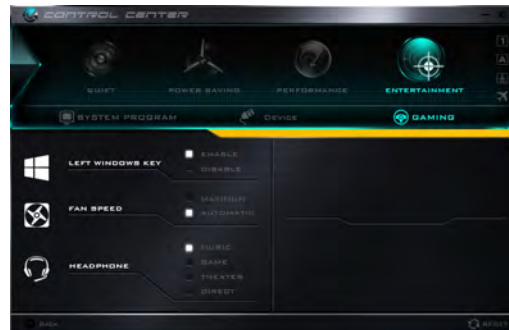 CONTROL CENTER
QUIET
POWER SAVING
PERFORMANCE
ENTERTAINMENT
1
A
SYSTEM PROGRAM
DEVICE
GAMING
LEFT WINDOWS KEY
ENABLE
DISABLE
FAN SPEED
MAXIMUM
AUTOMATIC
HEADPHONE
MUSIC
GAME
THEATER
DIRECT
BACK
RESET